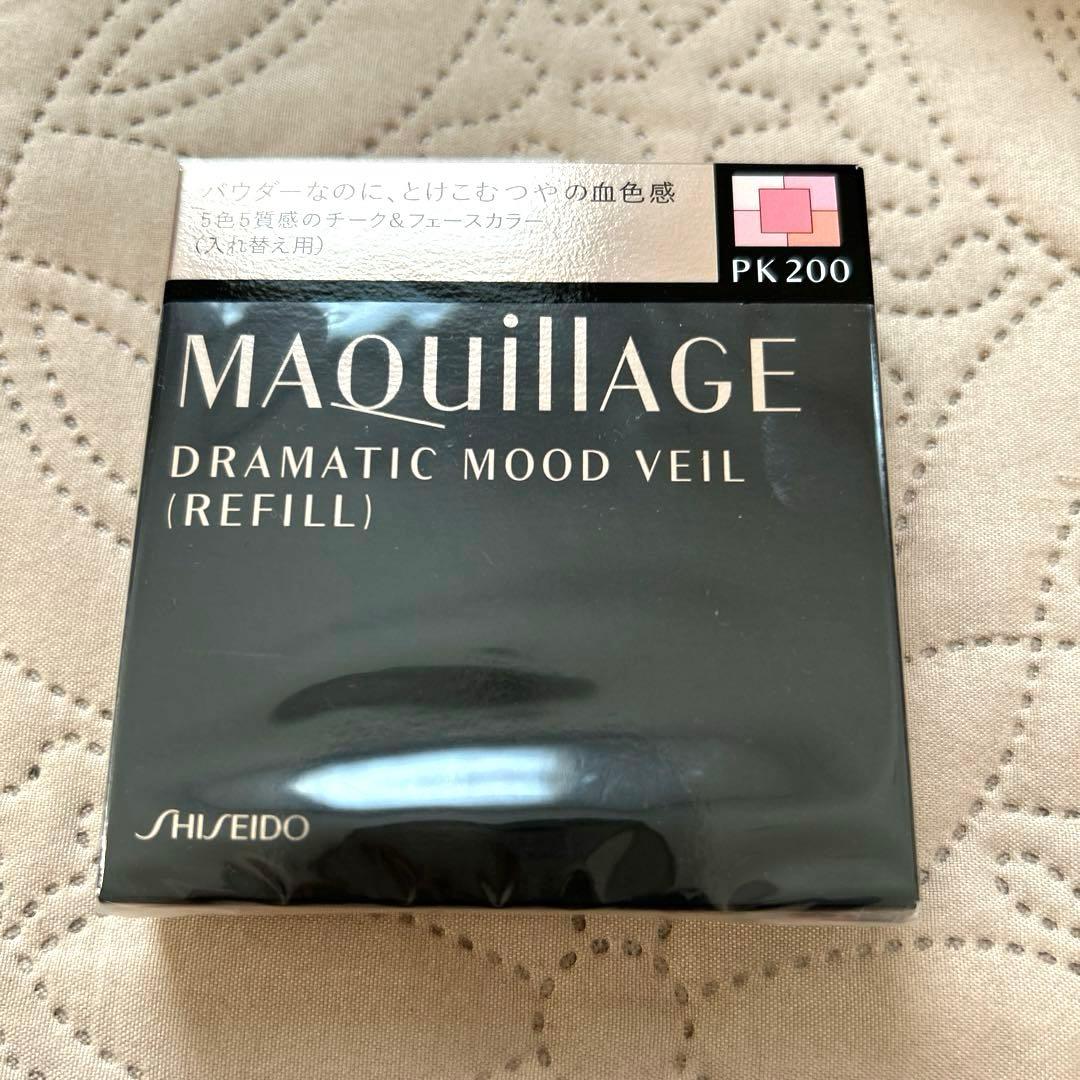 パウダーなのに、とけこむつやの血色感
5色5質感のチーク&フェースカラー
(入れ替え用)
PK 200
MAQuillAGE
DRAMATIC MOOD VEIL
(REFILL)
SHISEIDO